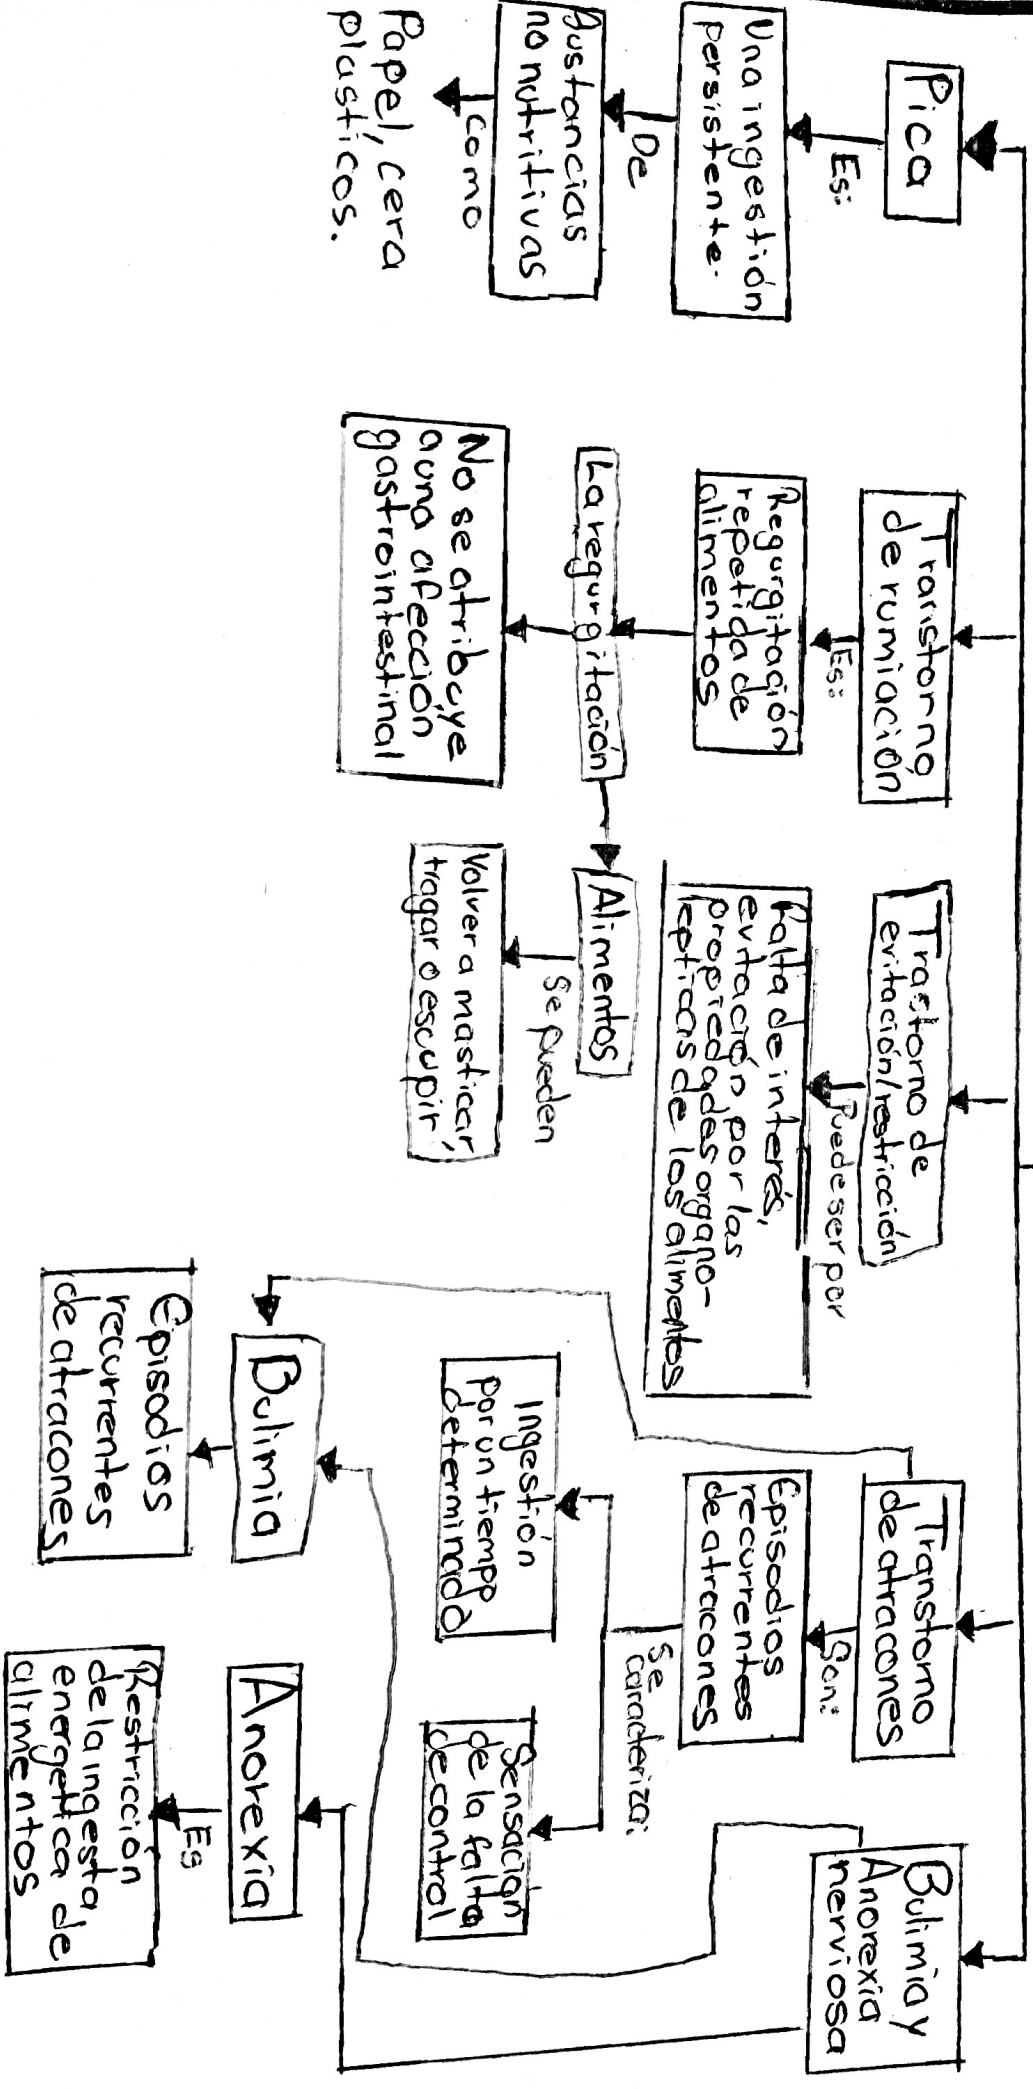 Pica
Es:
Una ingestión
persistente.
De
Sustancias
no nutritivas
como
Papel, cera
plasticos.
Transtorno
de rumiación
Es:
Regurgitación
repetida de
alimentos
La regurgitación
No se atribuye
a una afección
gastrointestinal
Alimentos
Se pueden
Volver a masticar,
tragar o escupir
Trastorno de
evitación/restricción
Puede ser por
Falta de interés,
evitación por las
propiedades organo-
lepticas de los alimentos
Transtorno
de atracones
Son:
Episodios
recurrentes
de atracones
Se
caracteriza:
Ingestión
por un tiempo
determinado
Sensación
de la falta
de control
Bulimia y
Anorexia
nerviosa
Bulimia
Episodios
recurrentes
de atracones
Anorexia
Es
Restricción
de la ingesta,
energetica de
alimentos